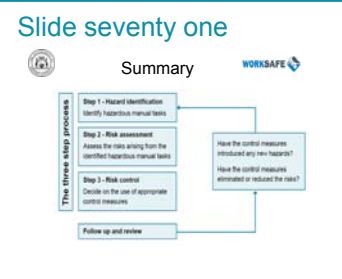 Slide seventy one
Summary
WORKSAFE
The three step process
Step 1 - Hazard identification
Identify hazardous manual tasks
Step 2 - Risk assessment
Assess the risks arising from the
identified hazardous manual tasks
Step 3 - Risk control
Decide on the use of appropriate
control measures
Follow up and review
Have the control measures
introduced any new hazards?
Have the control measures
eliminated or reduced the risks?